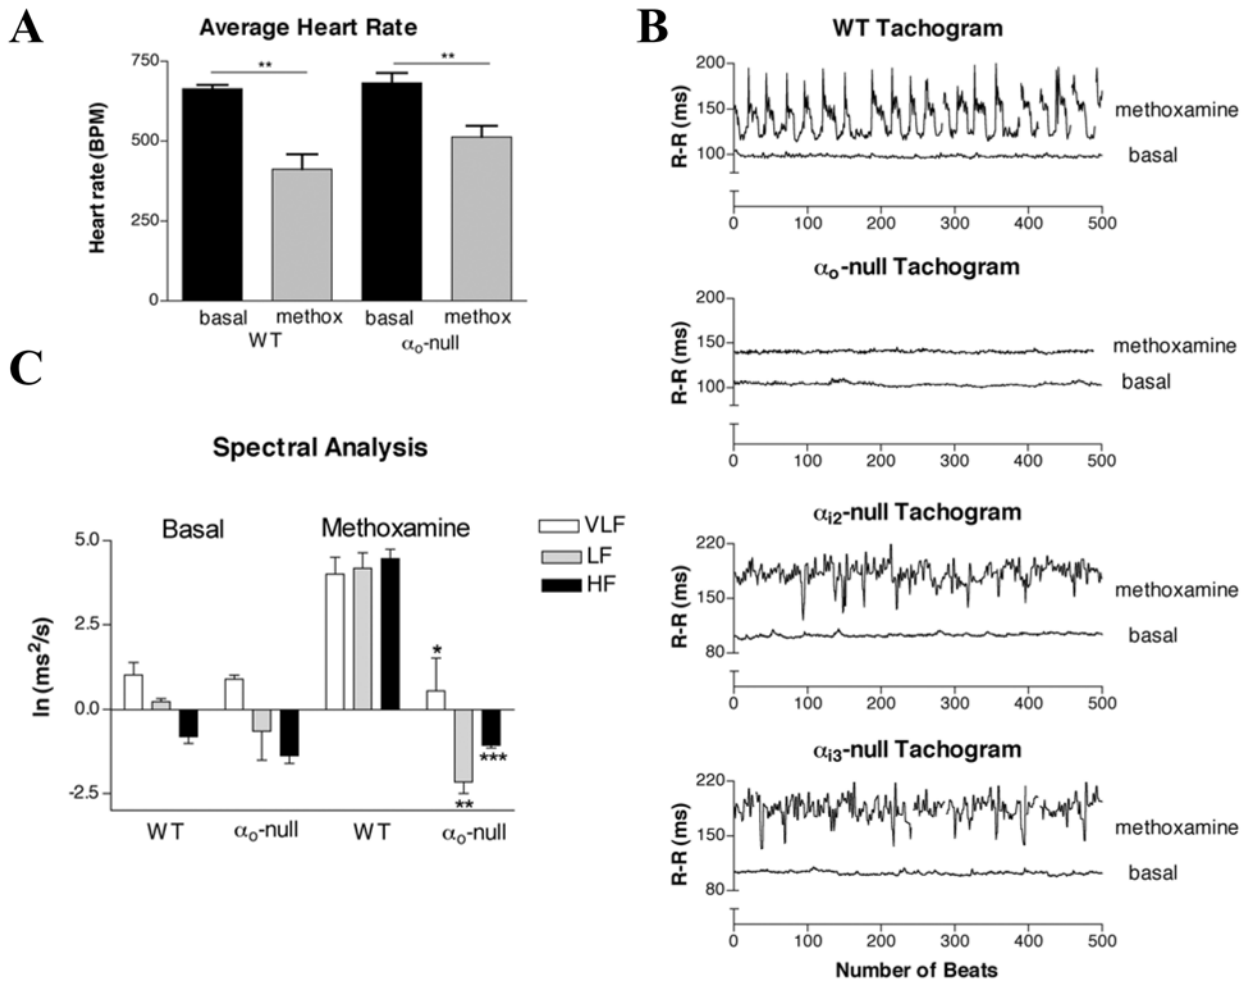 A
Average Heart Rate
Heart rate (BPM)
750
500
250
0
**
**
basal methox basal methox
WT αo-null
B
WT Tachogram
R-R (ms)
200
150
100
methoxamine
basal
0 100 200 300 400 500
αo-null Tachogram
R-R (ms)
200
150
100
methoxamine
basal
0 100 200 300 400 500
αi2-null Tachogram
R-R (ms)
220
150
80
methoxamine
basal
0 100 200 300 400 500
αi3-null Tachogram
R-R (ms)
220
150
80
methoxamine
basal
0 100 200 300 400 500
Number of Beats
C
Spectral Analysis
Basal Methoxamine
VLF
LF
HF
ln (ms²/s)
5.0
2.5
0.0
-2.5
*
**
***
WT αo-null WT αo-null